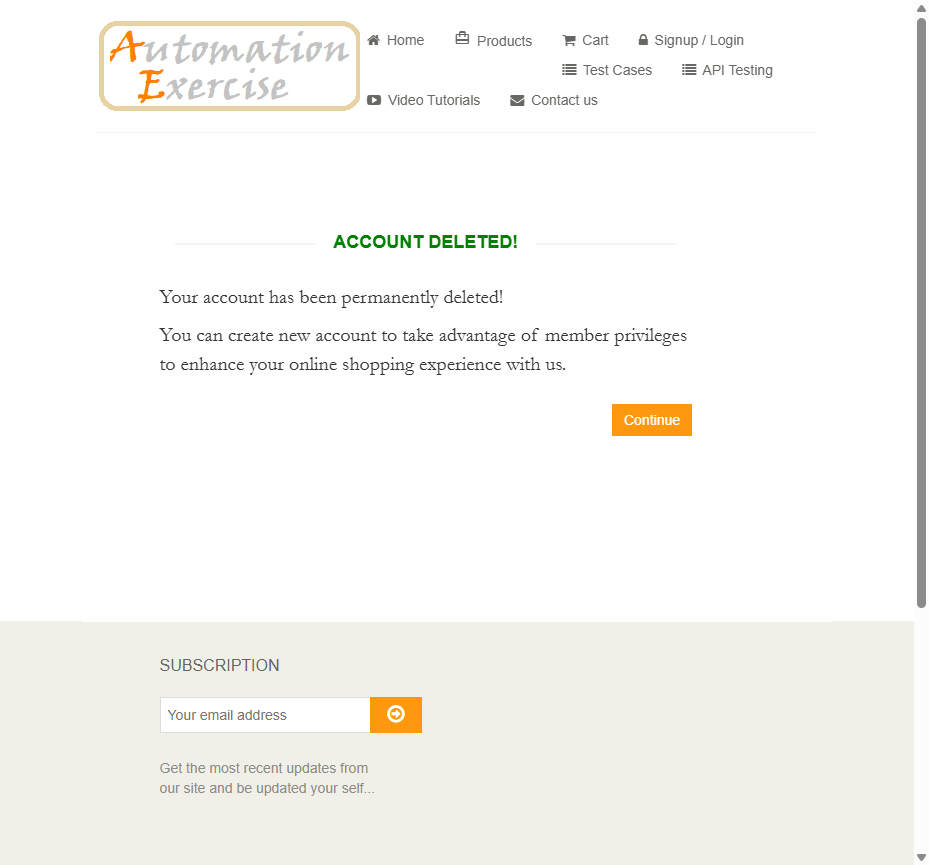 Automation
Exercise
Home
Products
Cart
Signup / Login
Test Cases
API Testing
Video Tutorials
Contact us
ACCOUNT DELETED!
Your account has been permanently deleted!
You can create new account to take advantage of member privileges
to enhance your online shopping experience with us.
Continue
SUBSCRIPTION
Your email address
Get the most recent updates from
our site and be updated your self...